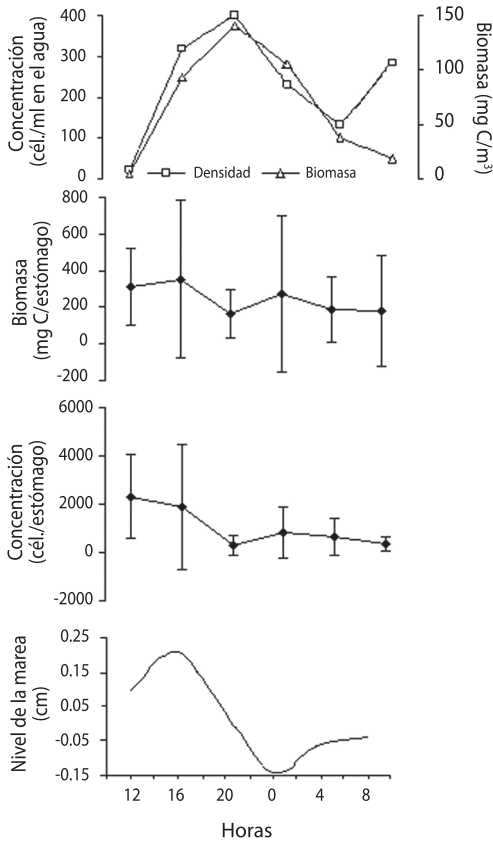 Concentración
(cél./ml en el agua)
400
300
200
100
0
150
100
50
0
Biomasa (mg C/m³)
Densidad
Biomasa
Biomasa
(mg C/estómago)
800
600
400
200
0
-200
Concentración
(cél./estómago)
6000
4000
2000
0
-2000
Nivel de la marea
(cm)
0.25
0.15
0.05
-0.05
-0.15
12 16 20 0 4 8
Horas